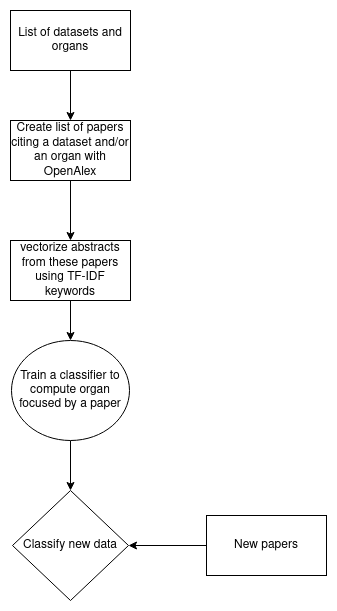 List of datasets and
organs
Create list of papers
citing a dataset and/or
an organ with
OpenAlex
vectorize abstracts
from these papers
using TF-IDF
keywords
Train a classifier to
compute organ
focused by a paper
Classify new data
New papers